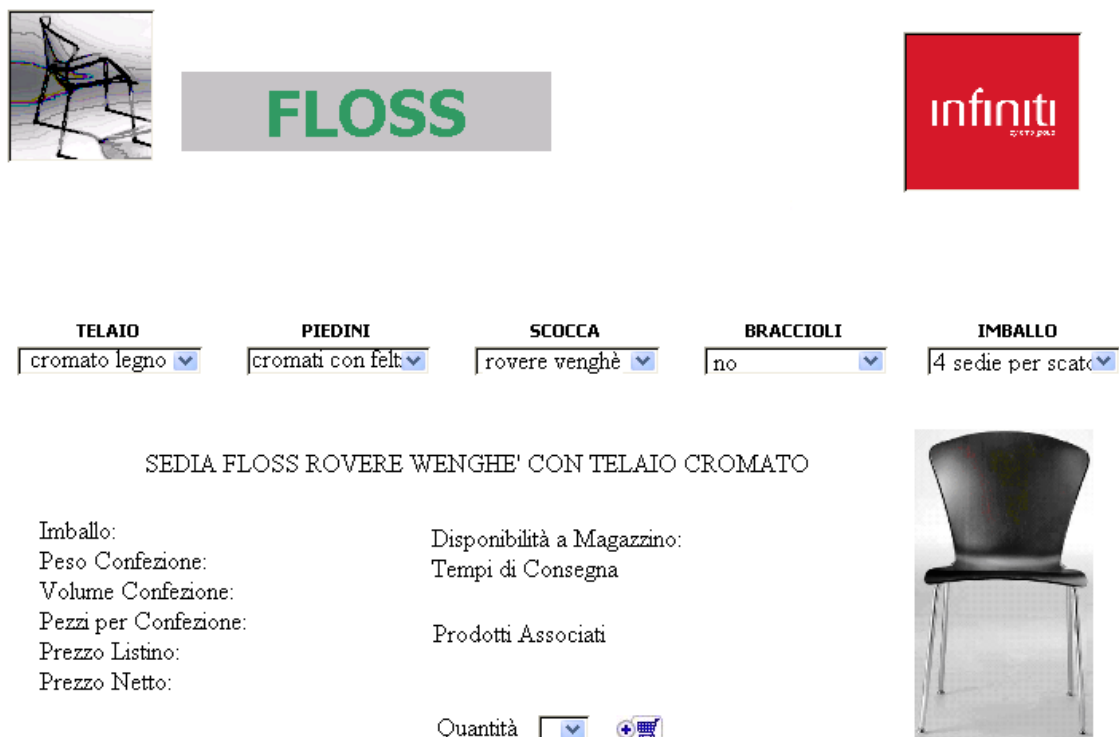 FLOSS
infiniti
TELAIO PIEDINI SCOCCA BRACCIOLI IMBALLO
cromato legno cromati con felt rovere venghè no 4 sedie per scato
SEDIA FLOSS ROVERE WENGHE' CON TELAIO CROMATO
Imballo:
Peso Confezione:
Volume Confezione:
Pezzi per Confezione:
Prezzo Listino:
Prezzo Netto:
Disponibilità a Magazzino:
Tempi di Consegna
Prodotti Associati
Quantità